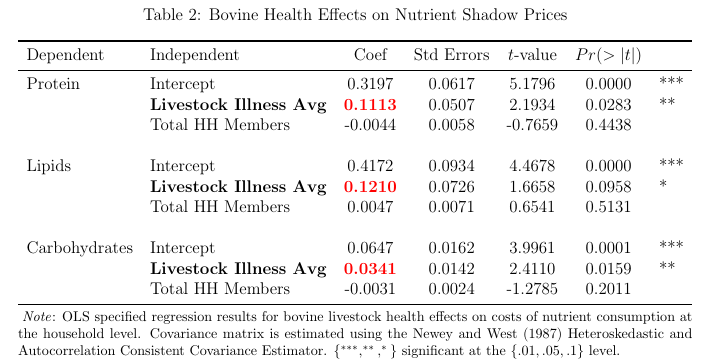 Table 2: Bovine Health Effects on Nutrient Shadow Prices
Dependent Independent Coef Std Errors t-value Pr(> |t|)
Protein Intercept 0.3197 0.0617 5.1796 0.0000 ***
Livestock Illness Avg 0.1113 0.0507 2.1934 0.0283 **
Total HH Members -0.0044 0.0058 -0.7659 0.4438
Lipids Intercept 0.4172 0.0934 4.4678 0.0000 ***
Livestock Illness Avg 0.1210 0.0726 1.6658 0.0958 *
Total HH Members 0.0047 0.0071 0.6541 0.5131
Carbohydrates Intercept 0.0647 0.0162 3.9961 0.0001 ***
Livestock Illness Avg 0.0341 0.0142 2.4110 0.0159 **
Total HH Members -0.0031 0.0024 -1.2785 0.2011
Note: OLS specified regression results for bovine livestock health effects on costs of nutrient consumption at
the household level. Covariance matrix is estimated using the Newey and West (1987) Heteroskedastic and
Autocorrelation Consistent Covariance Estimator. {***,**,*} significant at the {.01,.05,.1} level.